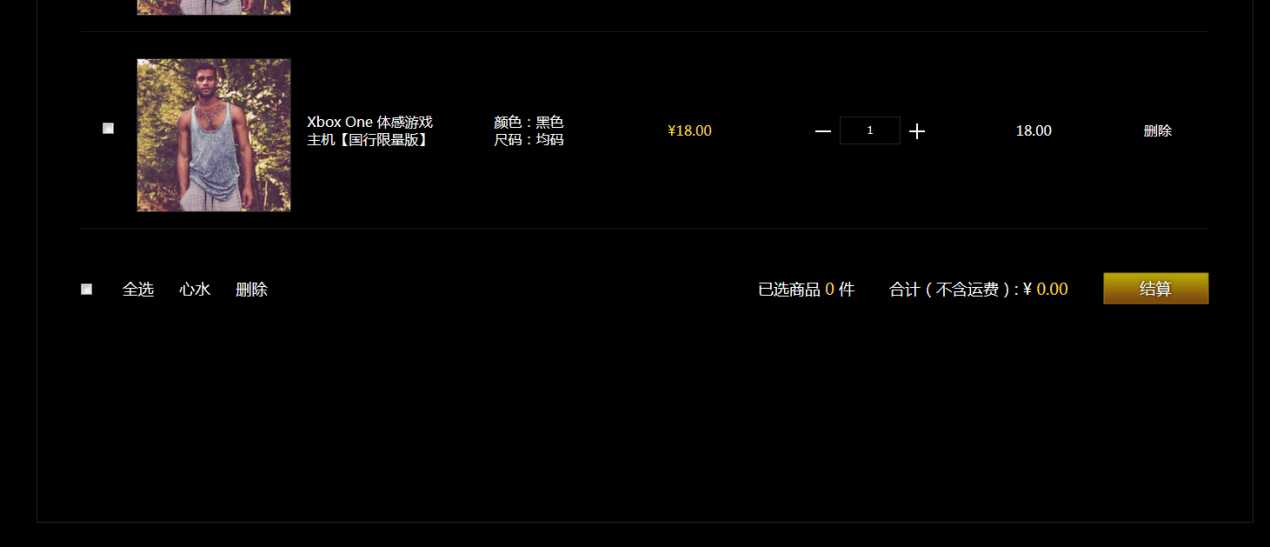 Xbox One 体感游戏
主机【国行限量版】
颜色：黑色
尺码：均码
¥18.00
1
18.00
删除
全选 心水 删除
已选商品 0 件 合计（不含运费）: ¥ 0.00 结算